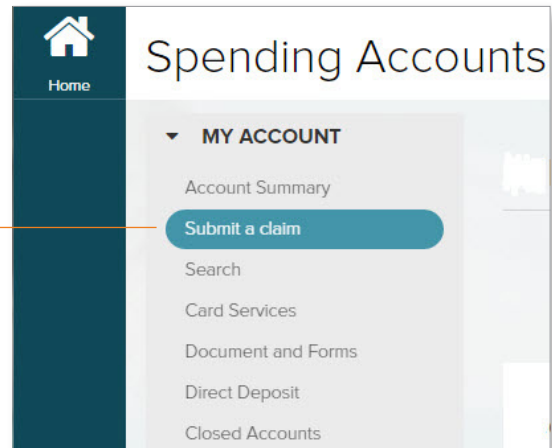 Home
Spending Accounts
MY ACCOUNT
Account Summary
Submit a claim
Search
Card Services
Document and Forms
Direct Deposit
Closed Accounts